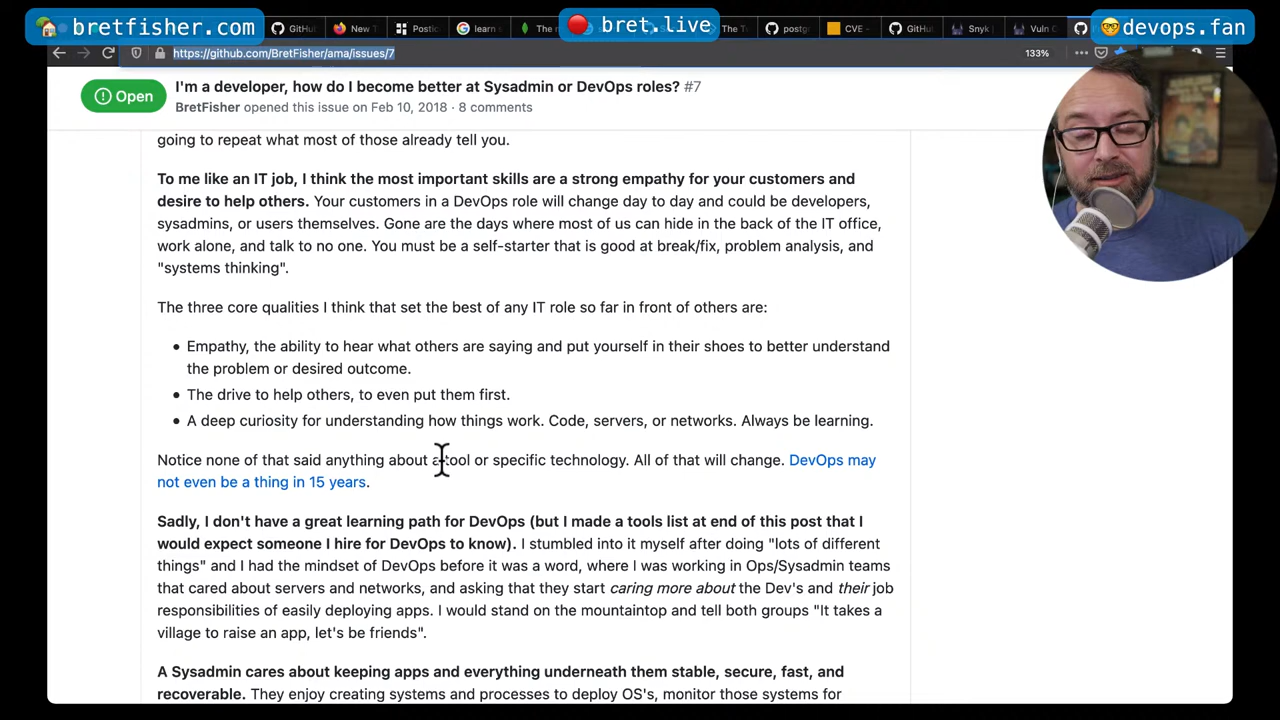 bretfisher.com
bret.live
devops.fan
GitHub
New T
Postic
learn s
The n
The T
postgr
CVE -
GitHu
Snyk |
Vuln C
https://github.com/BretFisher/ama/issues/7
133%
Open
I'm a developer, how do I become better at Sysadmin or DevOps roles? #7
BretFisher opened this issue on Feb 10, 2018 · 8 comments
going to repeat what most of those already tell you.
To me like an IT job, I think the most important skills are a strong empathy for your customers and
desire to help others. Your customers in a DevOps role will change day to day and could be developers,
sysadmins, or users themselves. Gone are the days where most of us can hide in the back of the IT office,
work alone, and talk to no one. You must be a self-starter that is good at break/fix, problem analysis, and
"systems thinking".
The three core qualities I think that set the best of any IT role so far in front of others are:
• Empathy, the ability to hear what others are saying and put yourself in their shoes to better understand
the problem or desired outcome.
• The drive to help others, to even put them first.
• A deep curiosity for understanding how things work. Code, servers, or networks. Always be learning.
Notice none of that said anything about a tool or specific technology. All of that will change. DevOps may
not even be a thing in 15 years.
Sadly, I don't have a great learning path for DevOps (but I made a tools list at end of this post that I
would expect someone I hire for DevOps to know). I stumbled into it myself after doing "lots of different
things" and I had the mindset of DevOps before it was a word, where I was working in Ops/Sysadmin teams
that cared about servers and networks, and asking that they start caring more about the Dev's and their job
responsibilities of easily deploying apps. I would stand on the mountaintop and tell both groups "It takes a
village to raise an app, let's be friends".
A Sysadmin cares about keeping apps and everything underneath them stable, secure, fast, and
recoverable. They enjoy creating systems and processes to deploy OS's, monitor those systems for